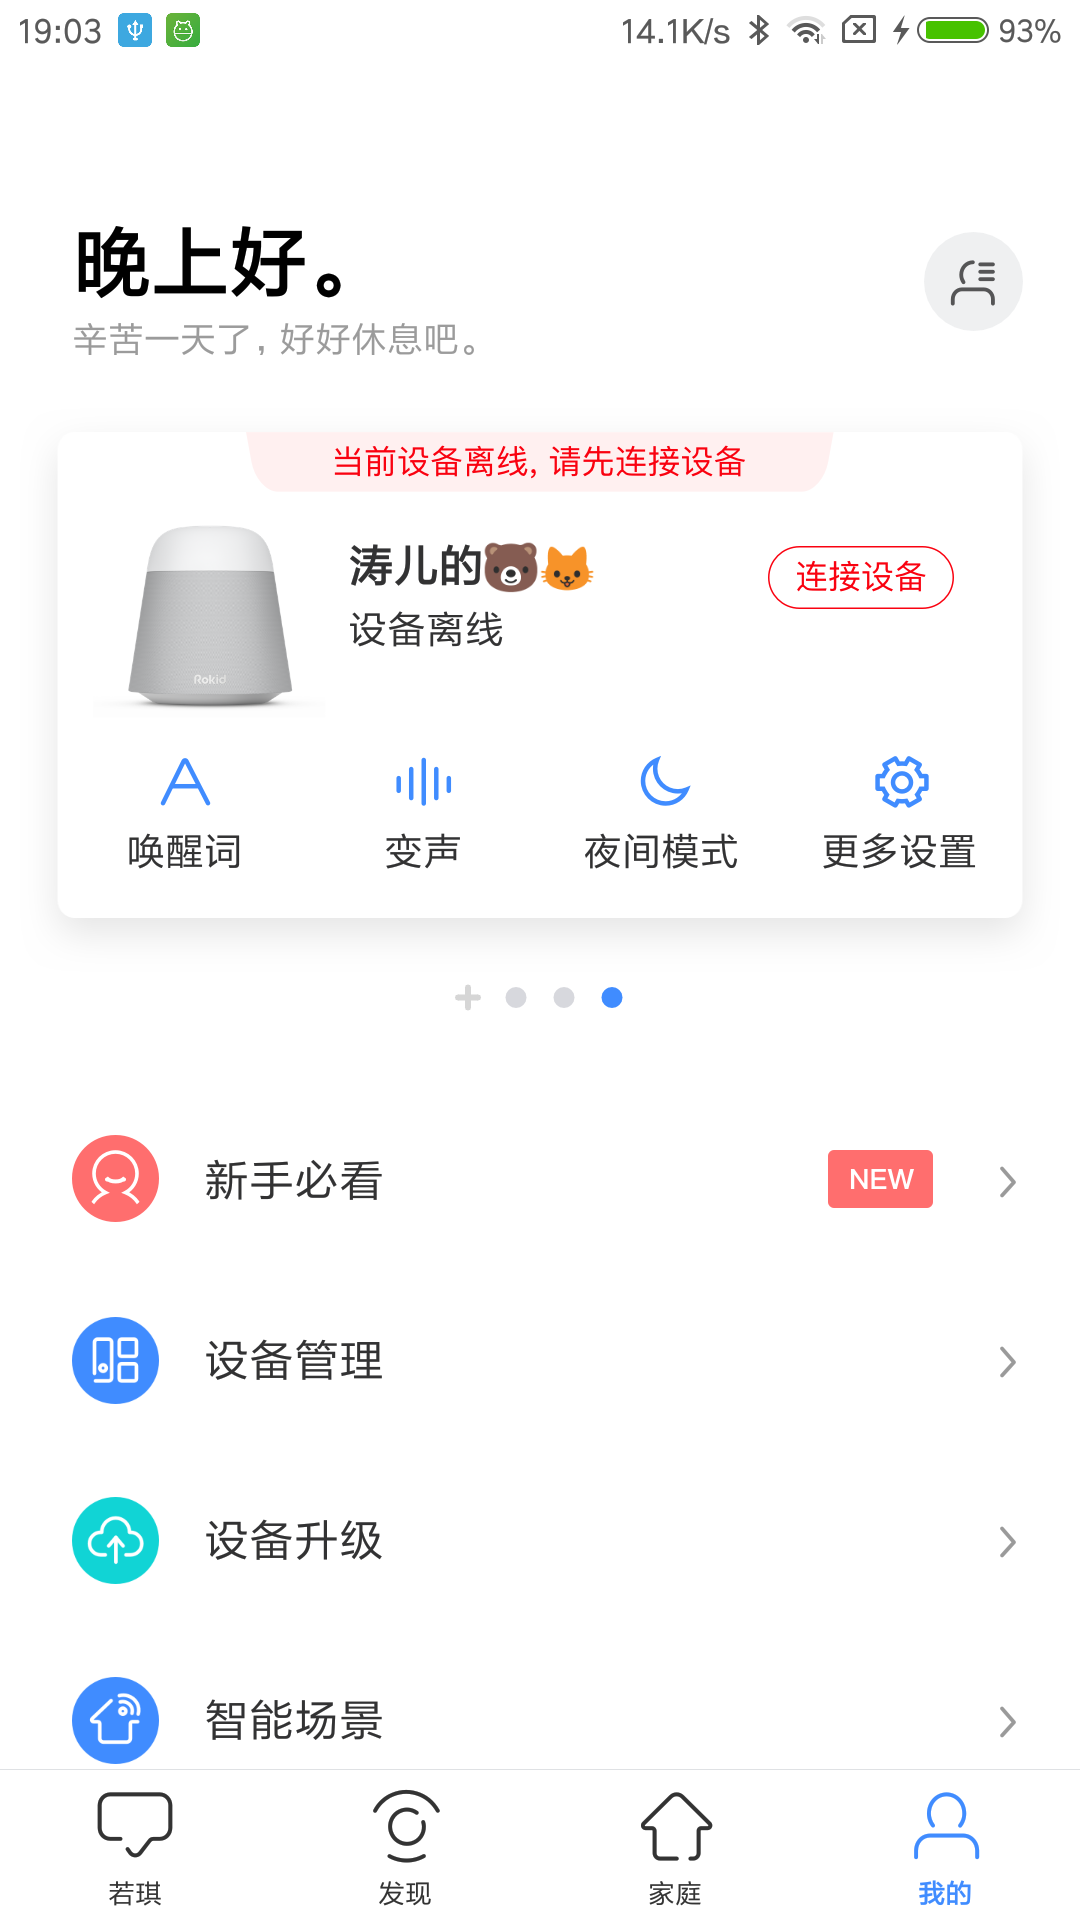 19:03 14.1K/s 93%
晚上好。
辛苦一天了，好好休息吧。
当前设备离线, 请先连接设备
涛儿的🐻🐱
连接设备
设备离线
Rokid
唤醒词 变声 夜间模式 更多设置
新手必看 NEW
设备管理
设备升级
智能场景
若琪 发现 家庭 我的